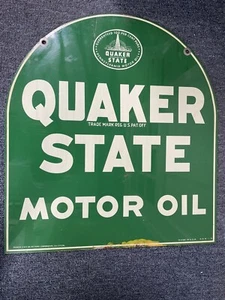 QUAKER
STATE
QUAKER
TRADE MARK REG. U.S. PAT. OFF.
STATE
MOTOR OIL